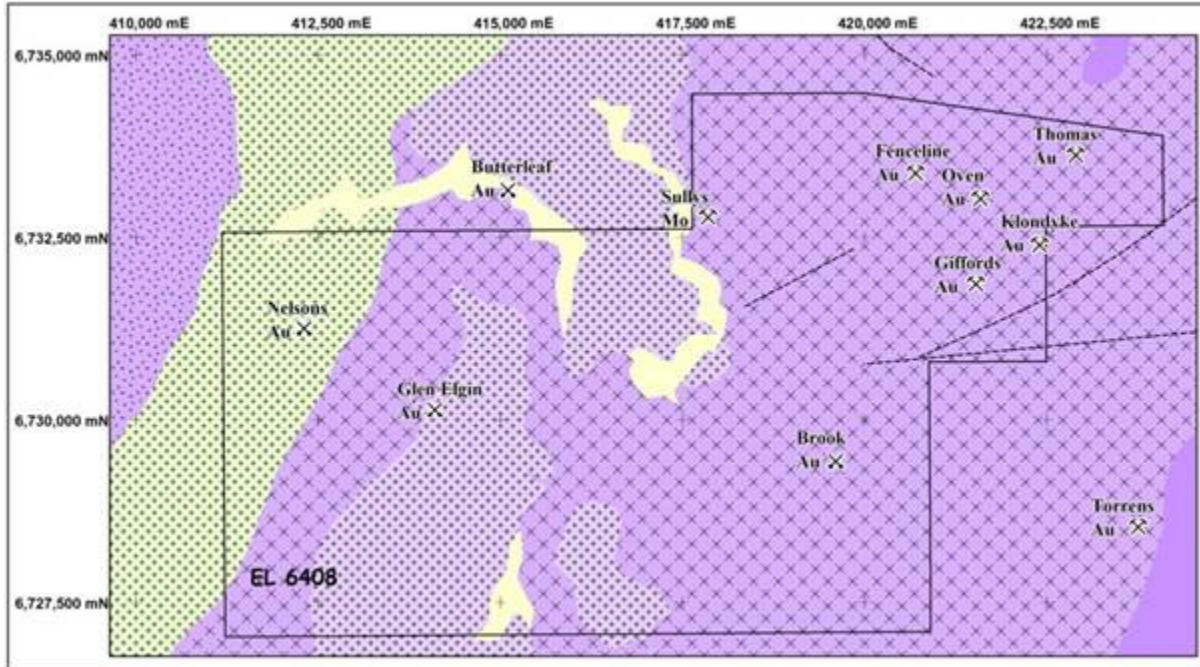 410,000 mE 412,500 mE 415,000 mE 417,500 mE 420,000 mE 422,500 mE
6,735,000 mN
Thomas
Au
Fenceline
Au
Butterleaf
Au
Oven
Au
Sullys
Mo
Klondyke
Au
6,732,500 mN
Giffords
Au
Nelsons
Au
Glen Elgin
Au
6,730,000 mN
Brook
Au
Torrens
Au
EL 6408
6,727,500 mN